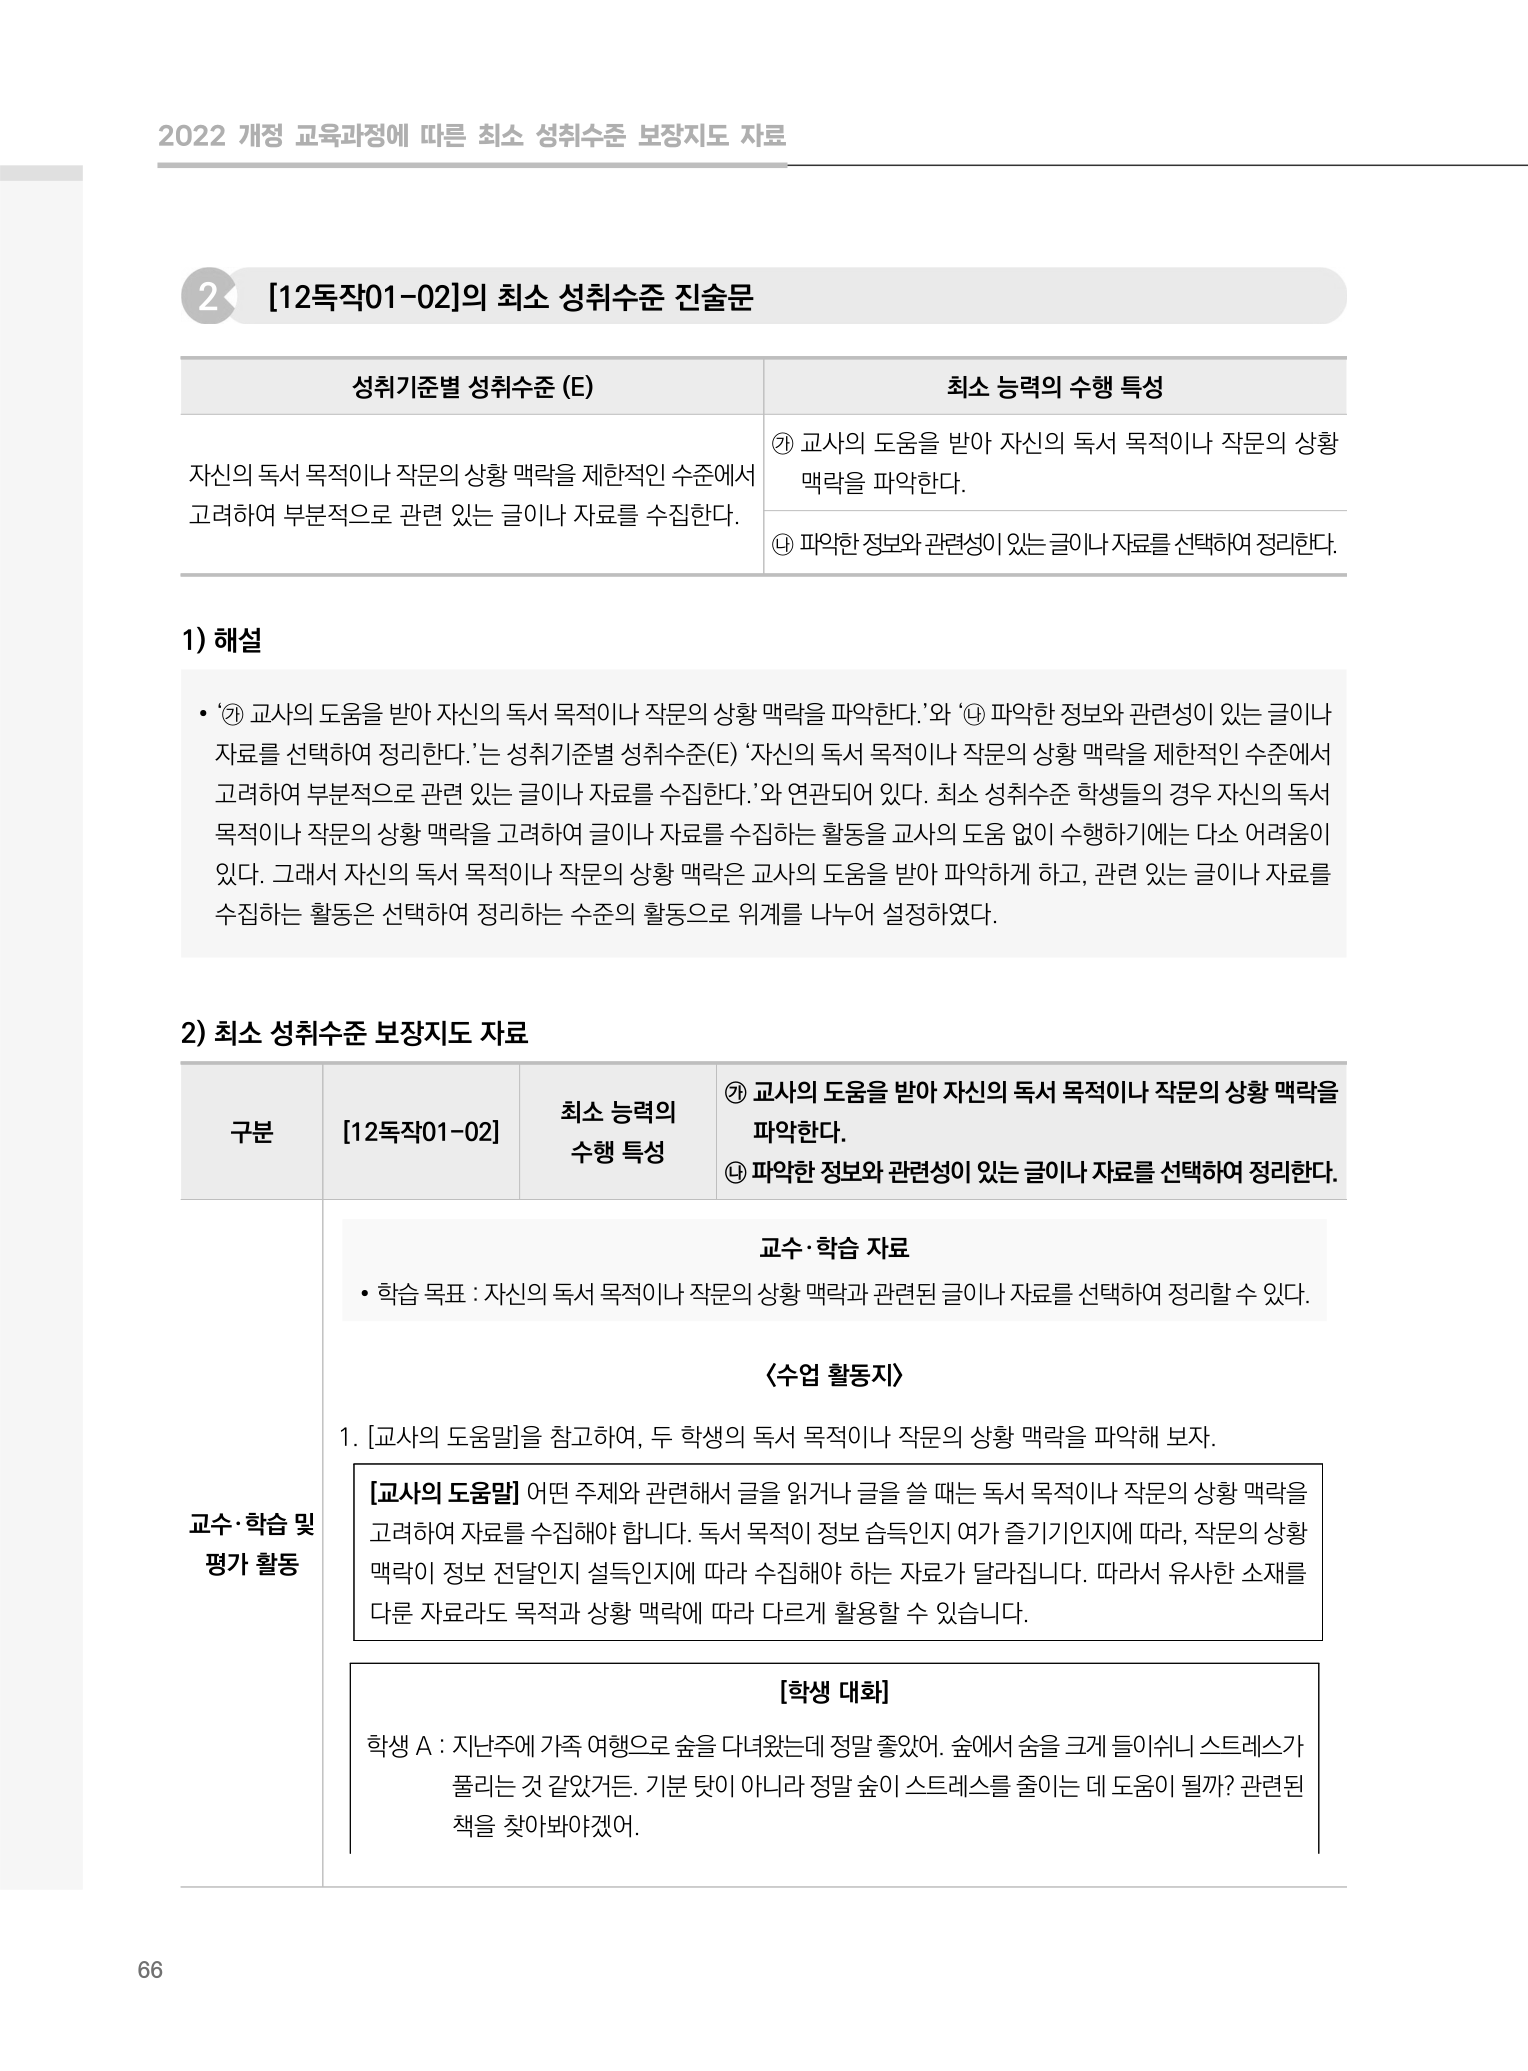 2022 개정 교육과정에 따른 최소 성취수준 보장지도 자료
2 [12독작01-02]의 최소 성취수준 진술문
성취기준별 성취수준 (E)
최소 능력의 수행 특성
자신의 독서 목적이나 작문의 상황 맥락을 제한적인 수준에서
고려하여 부분적으로 관련 있는 글이나 자료를 수집한다.
㉮ 교사의 도움을 받아 자신의 독서 목적이나 작문의 상황
맥락을 파악한다.
㉯ 파악한 정보와 관련성이 있는 글이나 자료를 선택하여 정리한다.
1) 해설
• ‘㉮ 교사의 도움을 받아 자신의 독서 목적이나 작문의 상황 맥락을 파악한다.’와 ‘㉯ 파악한 정보와 관련성이 있는 글이나
자료를 선택하여 정리한다.’는 성취기준별 성취수준(E) ‘자신의 독서 목적이나 작문의 상황 맥락을 제한적인 수준에서
고려하여 부분적으로 관련 있는 글이나 자료를 수집한다.’와 연관되어 있다. 최소 성취수준 학생들의 경우 자신의 독서
목적이나 작문의 상황 맥락을 고려하여 글이나 자료를 수집하는 활동을 교사의 도움 없이 수행하기에는 다소 어려움이
있다. 그래서 자신의 독서 목적이나 작문의 상황 맥락은 교사의 도움을 받아 파악하게 하고, 관련 있는 글이나 자료를
수집하는 활동은 선택하여 정리하는 수준의 활동으로 위계를 나누어 설정하였다.
2) 최소 성취수준 보장지도 자료
구분
[12독작01-02]
최소 능력의
수행 특성
㉮ 교사의 도움을 받아 자신의 독서 목적이나 작문의 상황 맥락을
파악한다.
㉯ 파악한 정보와 관련성이 있는 글이나 자료를 선택하여 정리한다.
교수·학습 및
평가 활동
교수·학습 자료
• 학습 목표 : 자신의 독서 목적이나 작문의 상황 맥락과 관련된 글이나 자료를 선택하여 정리할 수 있다.
〈수업 활동지〉
1. [교사의 도움말]을 참고하여, 두 학생의 독서 목적이나 작문의 상황 맥락을 파악해 보자.
[교사의 도움말] 어떤 주제와 관련해서 글을 읽거나 글을 쓸 때는 독서 목적이나 작문의 상황 맥락을
고려하여 자료를 수집해야 합니다. 독서 목적이 정보 습득인지 여가 즐기기인지에 따라, 작문의 상황
맥락이 정보 전달인지 설득인지에 따라 수집해야 하는 자료가 달라집니다. 따라서 유사한 소재를
다룬 자료라도 목적과 상황 맥락에 따라 다르게 활용할 수 있습니다.
[학생 대화]
학생 A : 지난주에 가족 여행으로 숲을 다녀왔는데 정말 좋았어. 숲에서 숨을 크게 들이쉬니 스트레스가
풀리는 것 같았거든. 기분 탓이 아니라 정말 숲이 스트레스를 줄이는 데 도움이 될까? 관련된
책을 찾아봐야겠어.
66